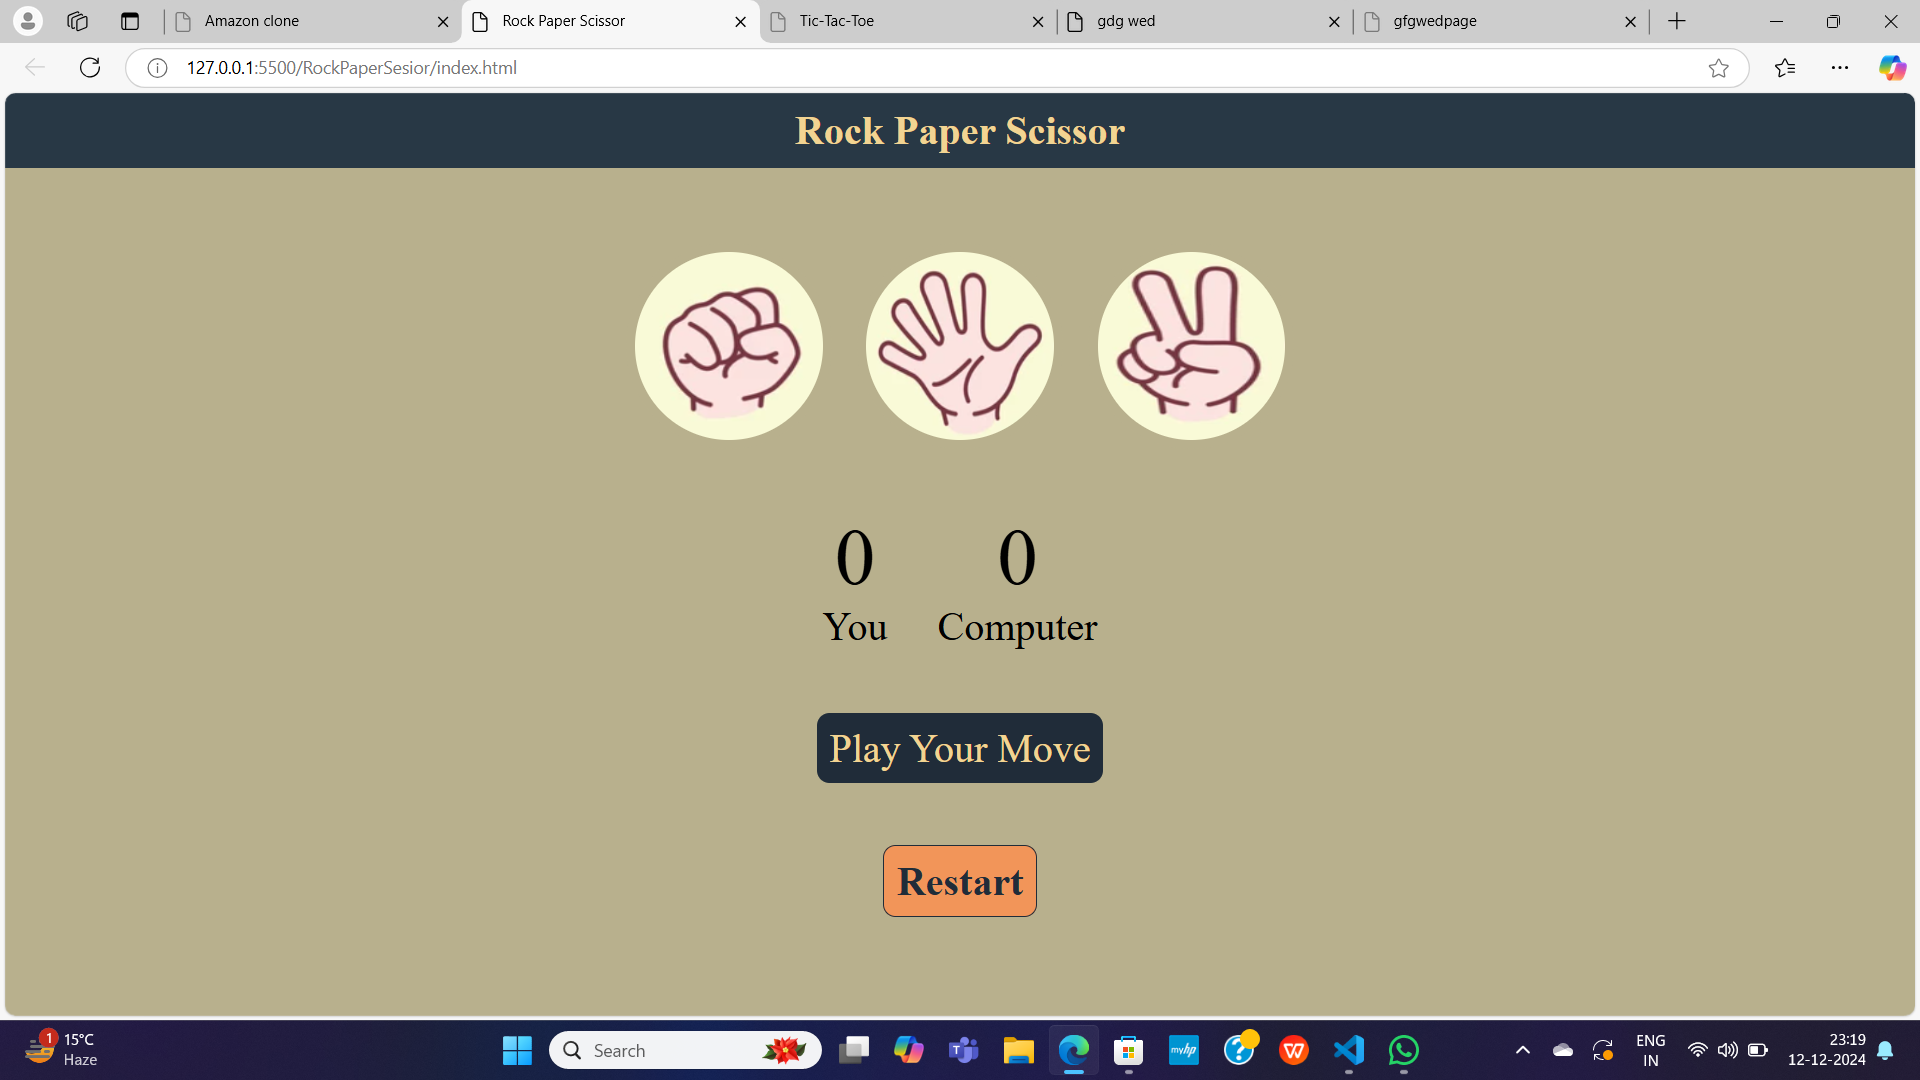 Amazon clone
Rock Paper Scissor
Tic-Tac-Toe
gdg wed
gfgwedpage
127.0.0.1:5500/RockPaperSesior/index.html
Rock Paper Scissor
0 0
You Computer
Play Your Move
Restart
1
15°C
Haze
Search
myhp
ENG
IN
23:19
12-12-2024